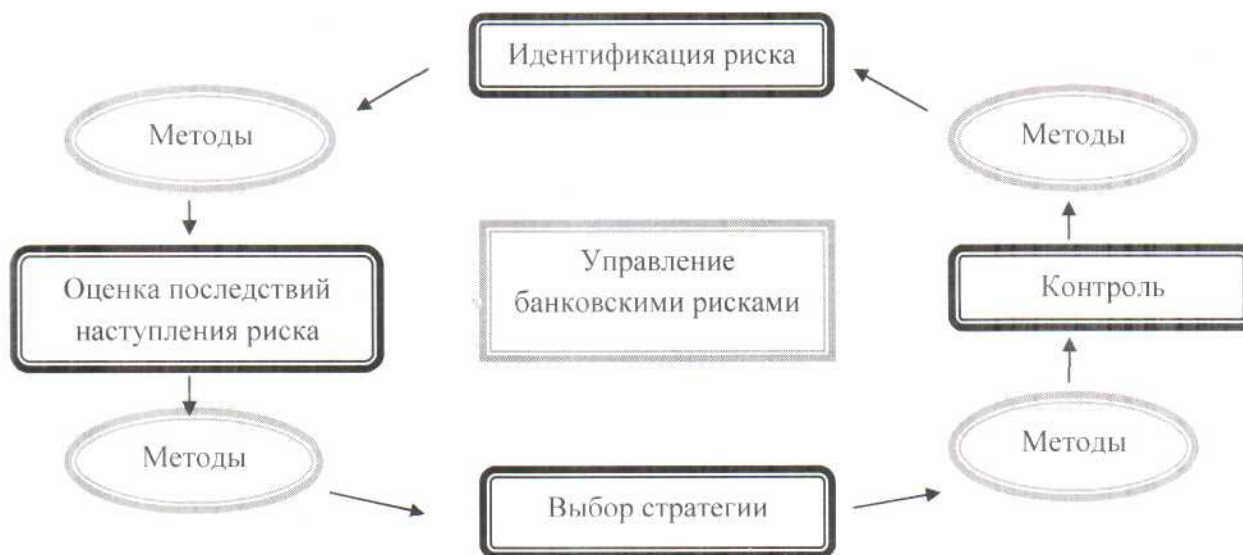 Идентификация риска
Методы
Методы
Управление
банковскими рисками
Оценка последствий
наступления риска
Контроль
Методы
Методы
Выбор стратегии